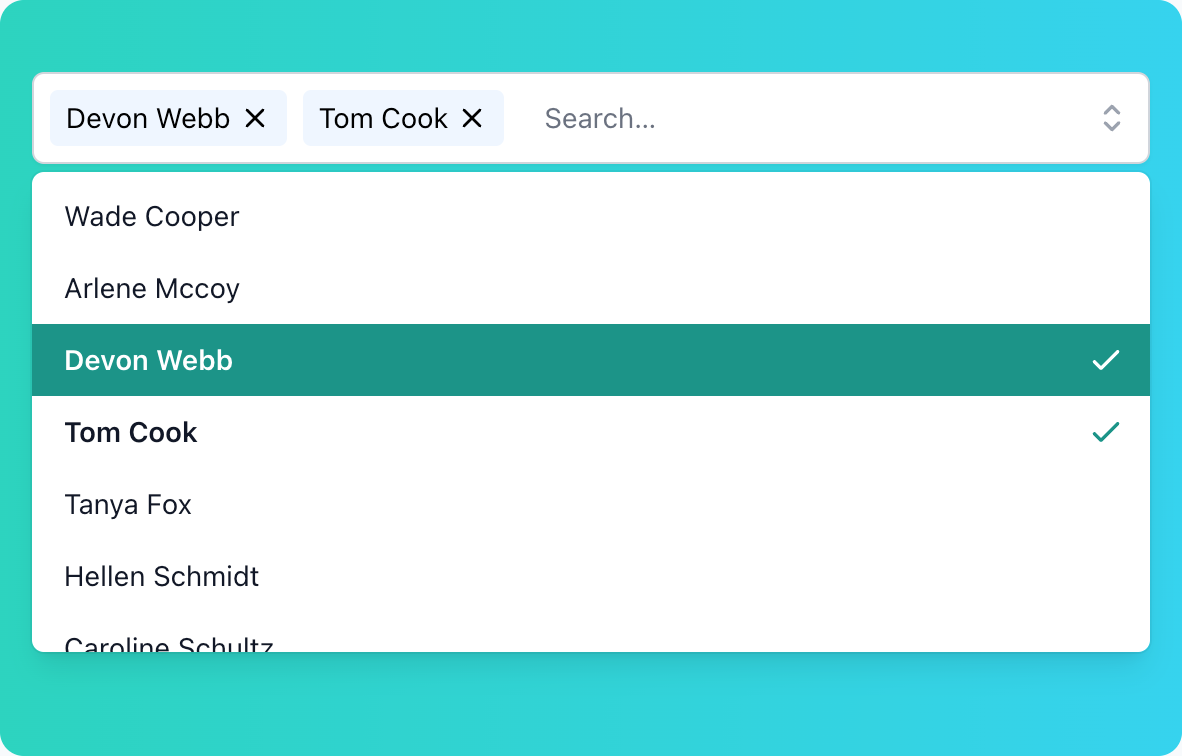 Devon Webb Tom Cook Search...
Wade Cooper
Arlene Mccoy
Devon Webb
Tom Cook
Tanya Fox
Hellen Schmidt
Caroline Schultz